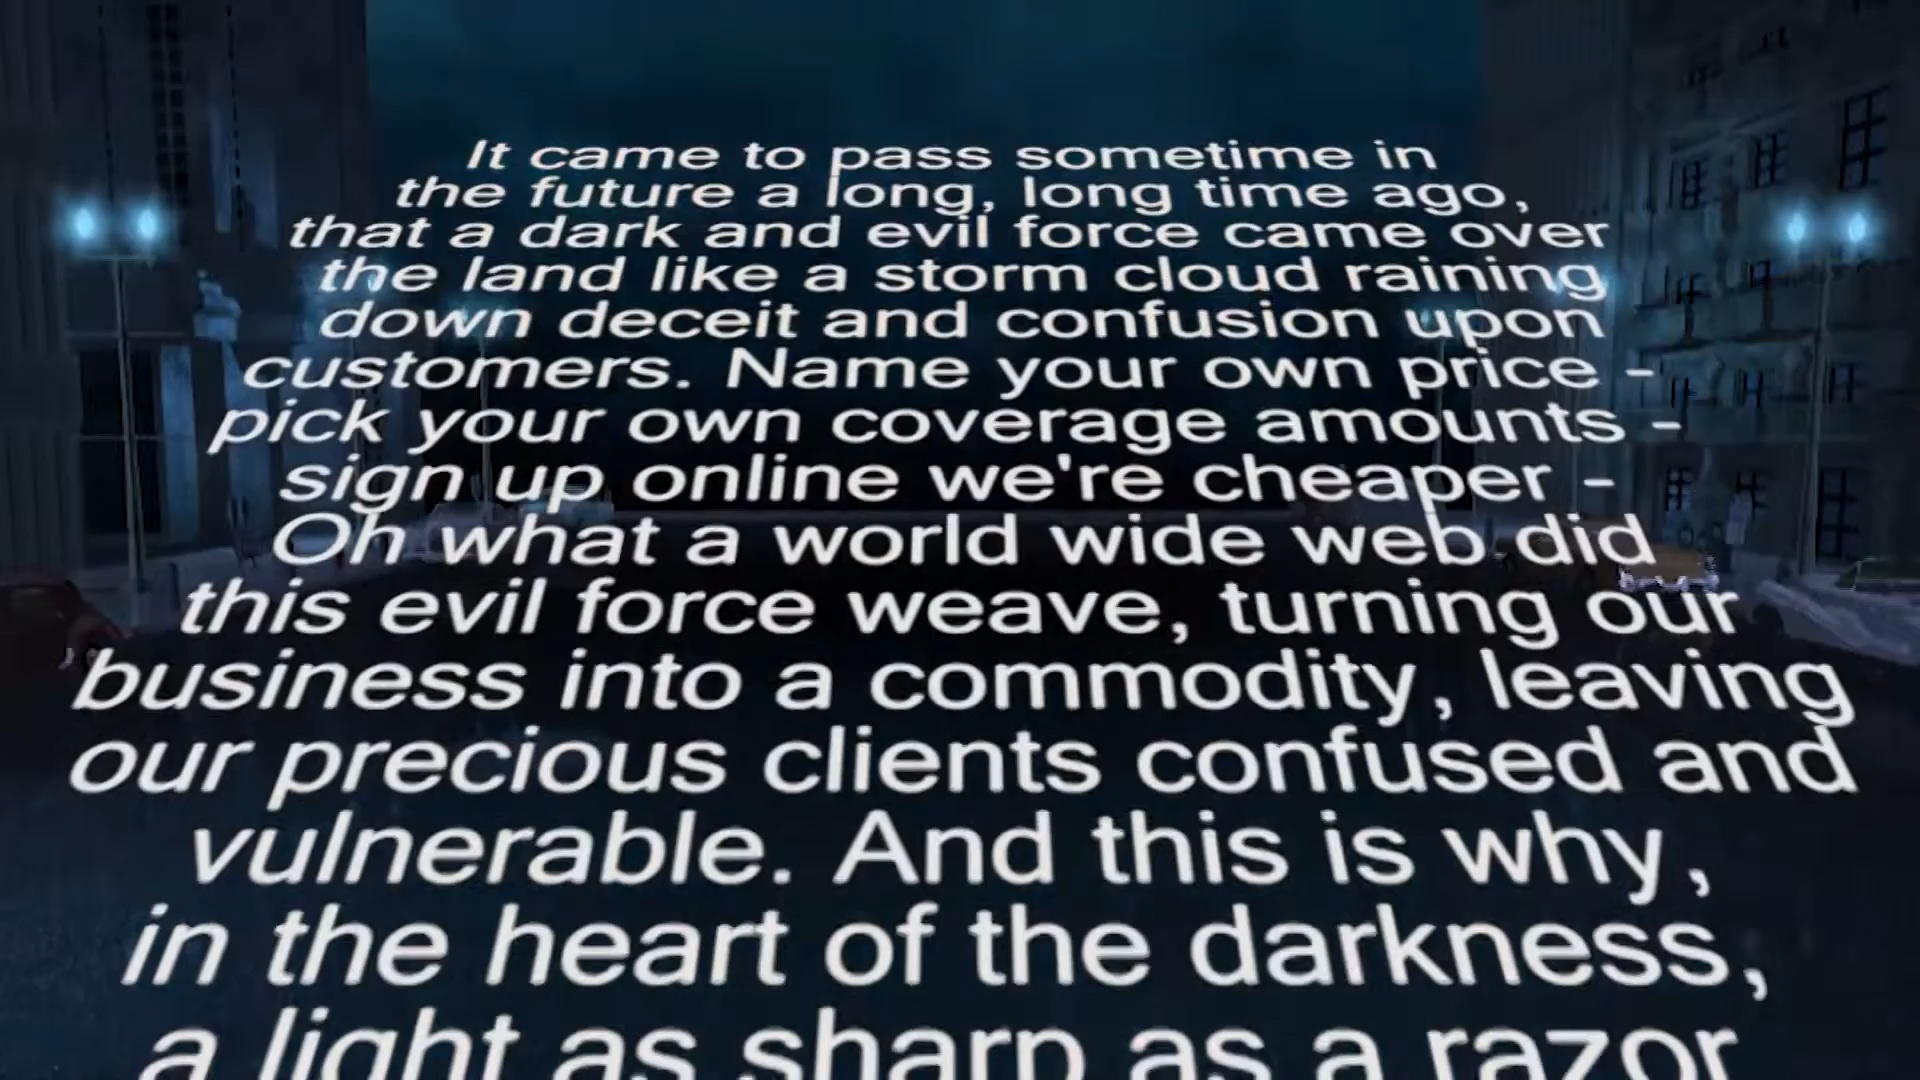 It came to pass sometime in
the future a long, long time ago,
that a dark and evil force came over
the land like a storm cloud raining
down deceit and confusion upon
customers. Name your own price -
pick your own coverage amounts -
sign up online we're cheaper -
Oh what a world wide web did
this evil force weave, turning our
business into a commodity, leaving
our precious clients confused and
vulnerable. And this is why,
in the heart of the darkness,
a light as sharp as a razor